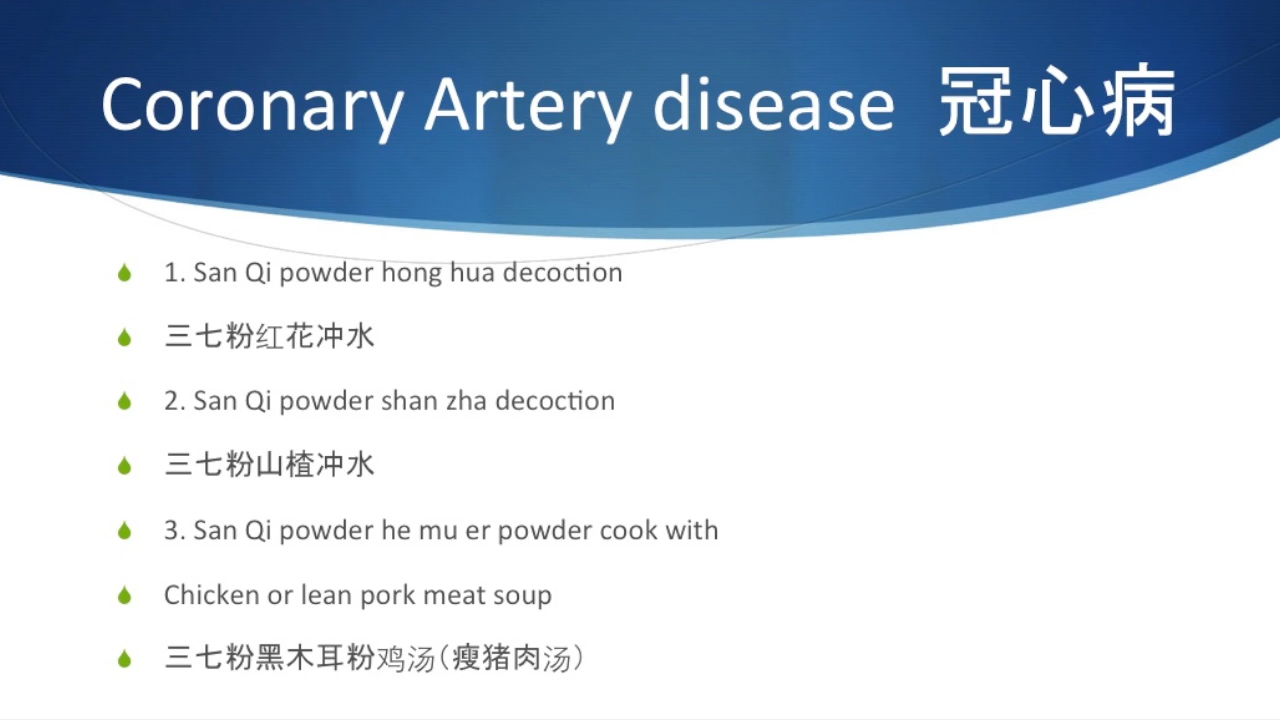 Coronary Artery disease 冠心病
1. San Qi powder hong hua decoction
三七粉红花冲水
2. San Qi powder shan zha decoction
三七粉山楂冲水
3. San Qi powder he mu er powder cook with
Chicken or lean pork meat soup
三七粉黑木耳粉鸡汤(瘦猪肉汤)